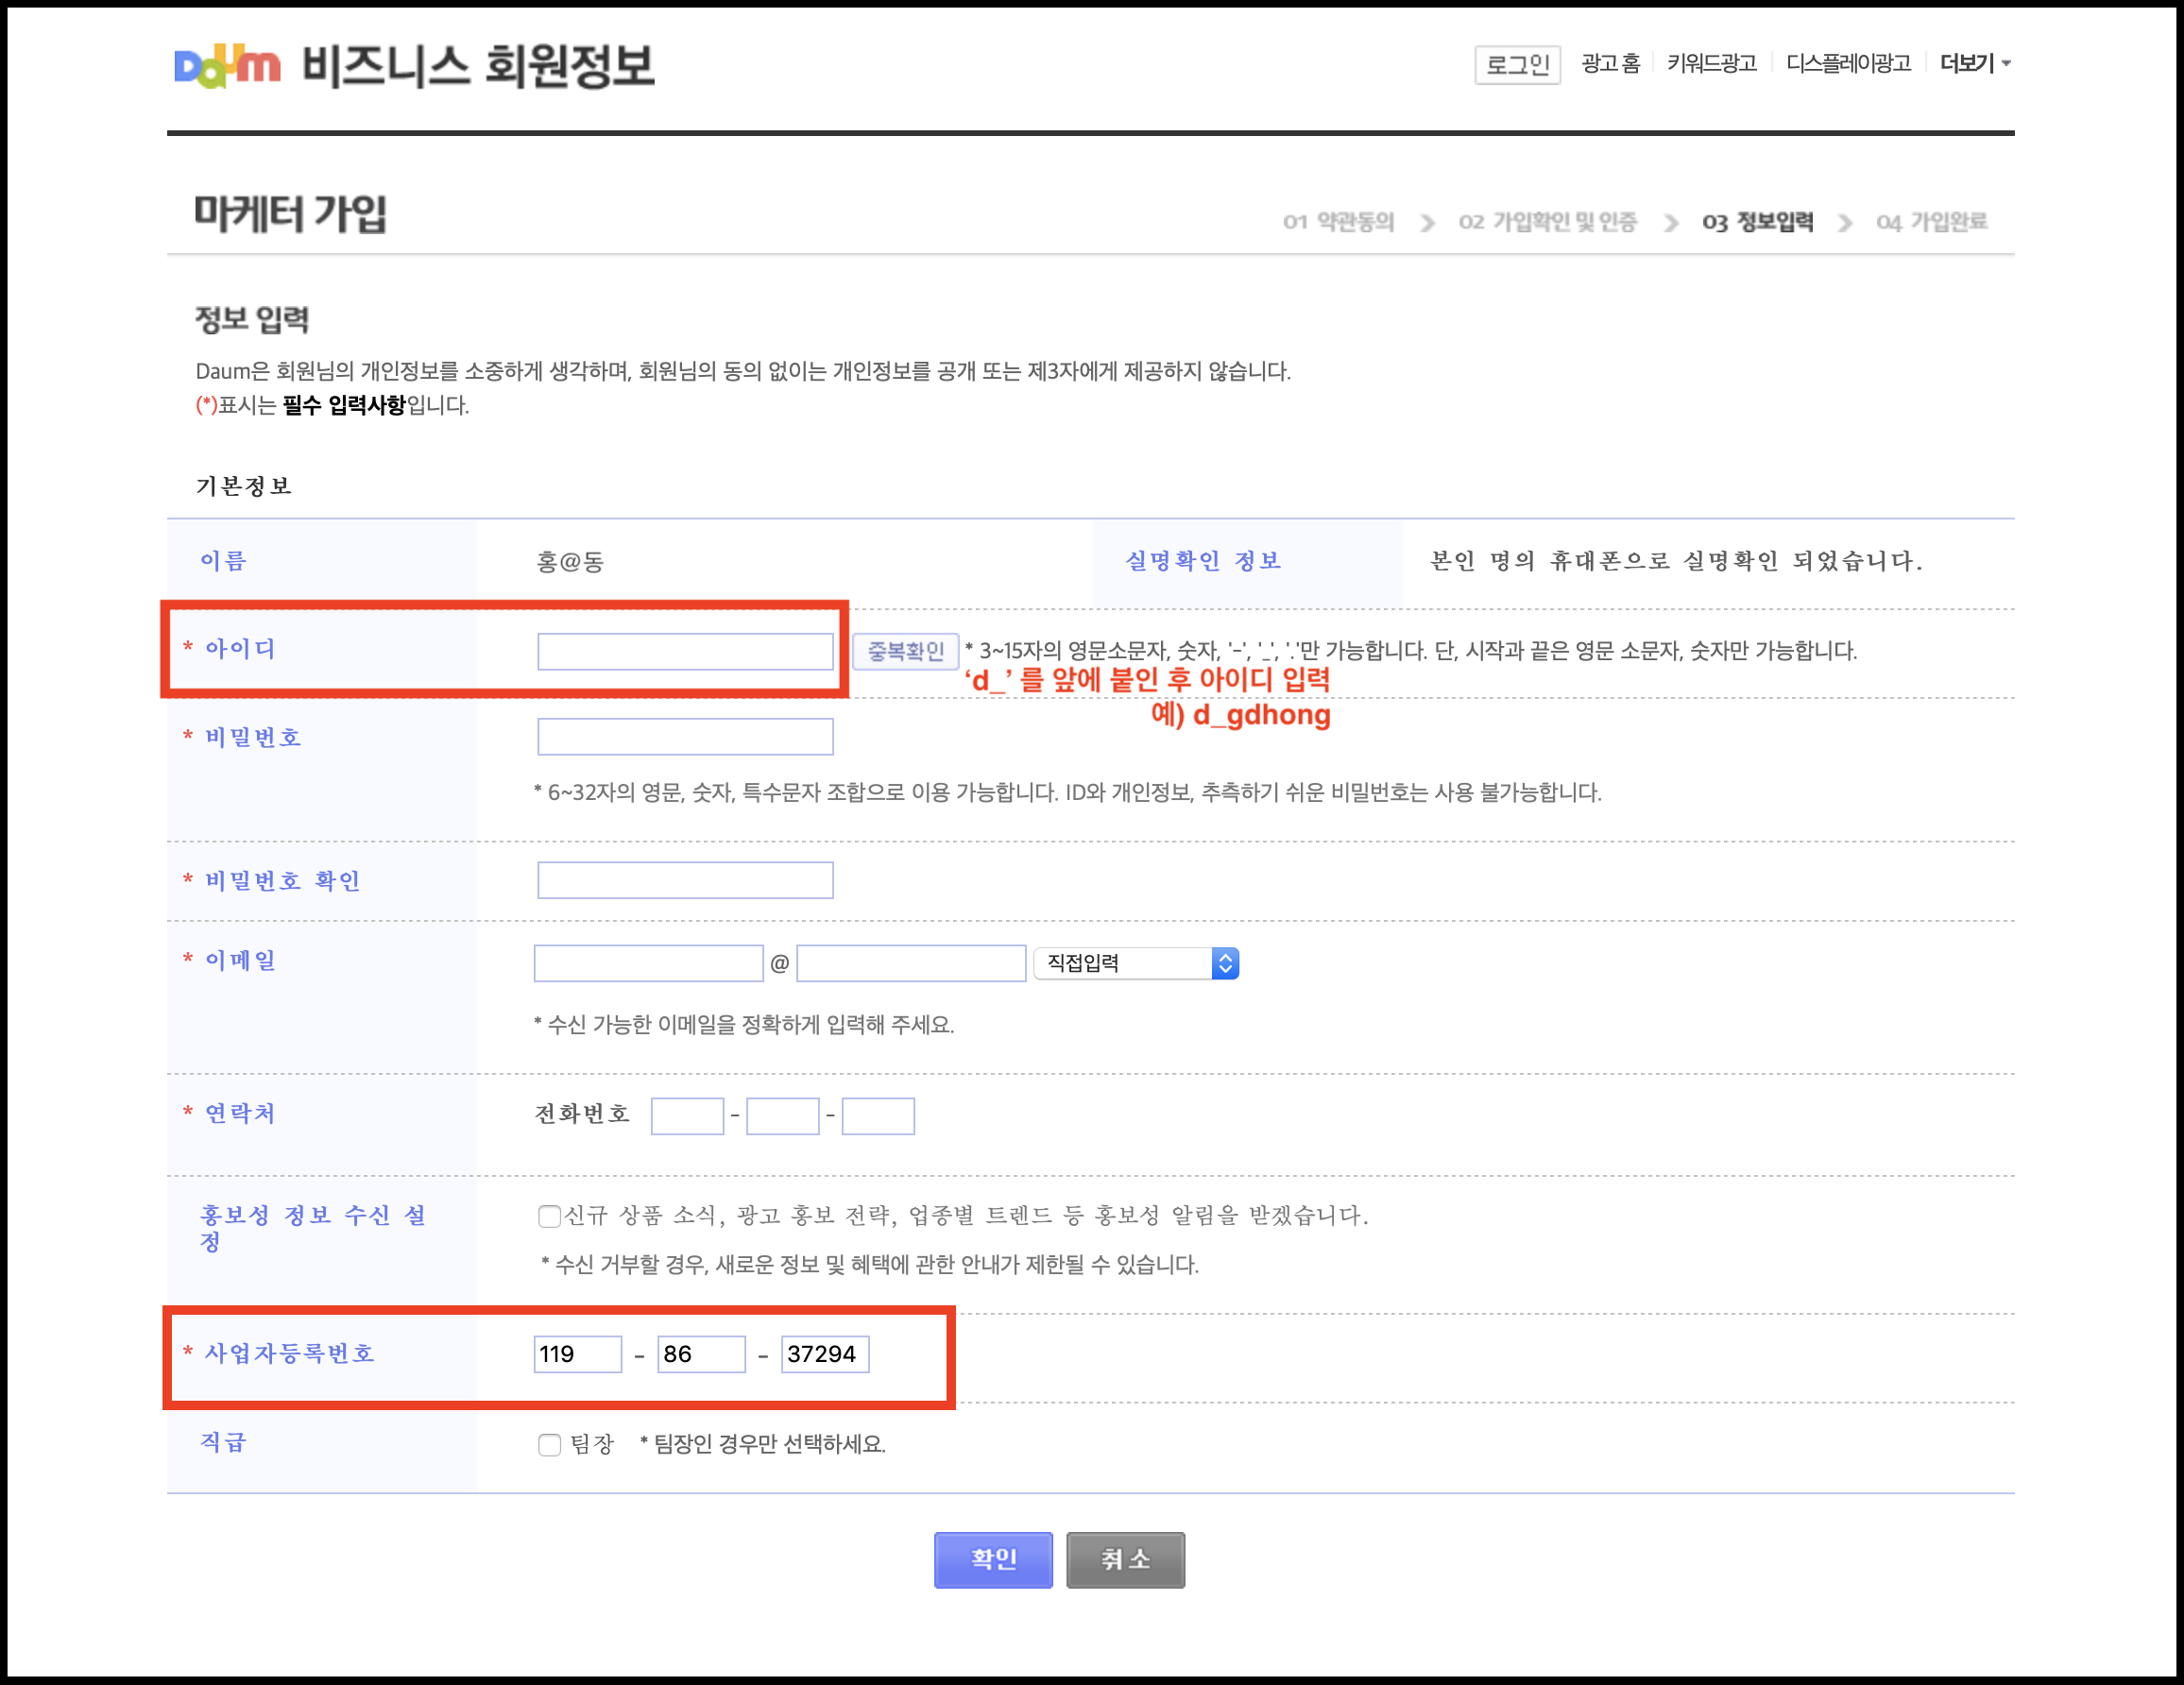 Daum 비즈니스 회원정보
로그인 광고 홈 키워드광고 디스플레이광고 더보기
마케터 가입
01 약관동의 02 가입확인 및 인증 03 정보입력 04 가입완료
정보 입력
Daum은 회원님의 개인정보를 소중하게 생각하며, 회원님의 동의 없이는 개인정보를 공개 또는 제3자에게 제공하지 않습니다.
(*)표시는 필수 입력사항입니다.
기본정보
이름 홍@동 실명확인 정보 본인 명의 휴대폰으로 실명확인 되었습니다.
* 아이디 중복확인 * 3~15자의 영문소문자, 숫자, '-', '_', '.'만 가능합니다. 단, 시작과 끝은 영문 소문자, 숫자만 가능합니다.
‘d_’ 를 앞에 붙인 후 아이디 입력
예) d_gdhong
* 비밀번호
* 6~32자의 영문, 숫자, 특수문자 조합으로 이용 가능합니다. ID와 개인정보, 추측하기 쉬운 비밀번호는 사용 불가능합니다.
* 비밀번호 확인
* 이메일 @ 직접입력
* 수신 가능한 이메일을 정확하게 입력해 주세요.
* 연락처 전화번호 - -
홍보성 정보 수신 설
정
신규 상품 소식, 광고 홍보 전략, 업종별 트렌드 등 홍보성 알림을 받겠습니다.
* 수신 거부할 경우, 새로운 정보 및 혜택에 관한 안내가 제한될 수 있습니다.
* 사업자등록번호 119 - 86 - 37294
직급 팀장 * 팀장인 경우만 선택하세요.
확인 취소